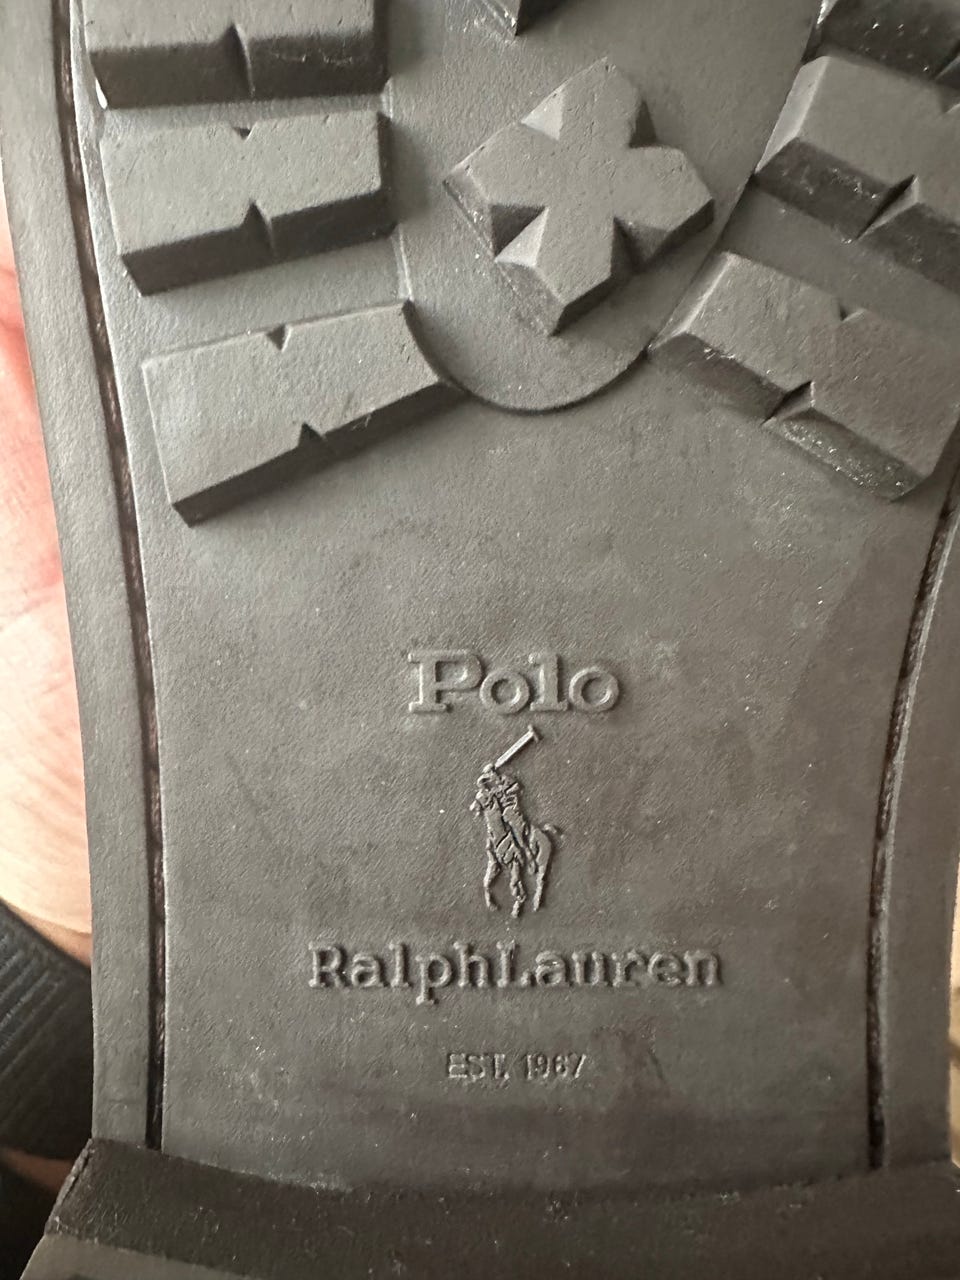 Polo
RalphLauren
EST. 1967